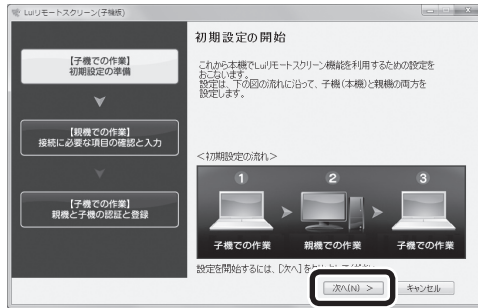 Luiリモートスクリーン(子機版)
【子機での作業】
初期設定の準備
【親機での作業】
接続に必要な項目の確認と入力
【子機での作業】
親機と子機の認証と登録
初期設定の開始
これから本機でLuiリモートスクリーン機能を利用するための設定を
おこないます。
設定は、下の図の流れに沿って、子機(本機)と親機の両方を
設定します。
<初期設定の流れ>
1 2 3
子機での作業 親機での作業 子機での作業
設定を開始するには、[次へ]を
次へ(N) > キャンセル